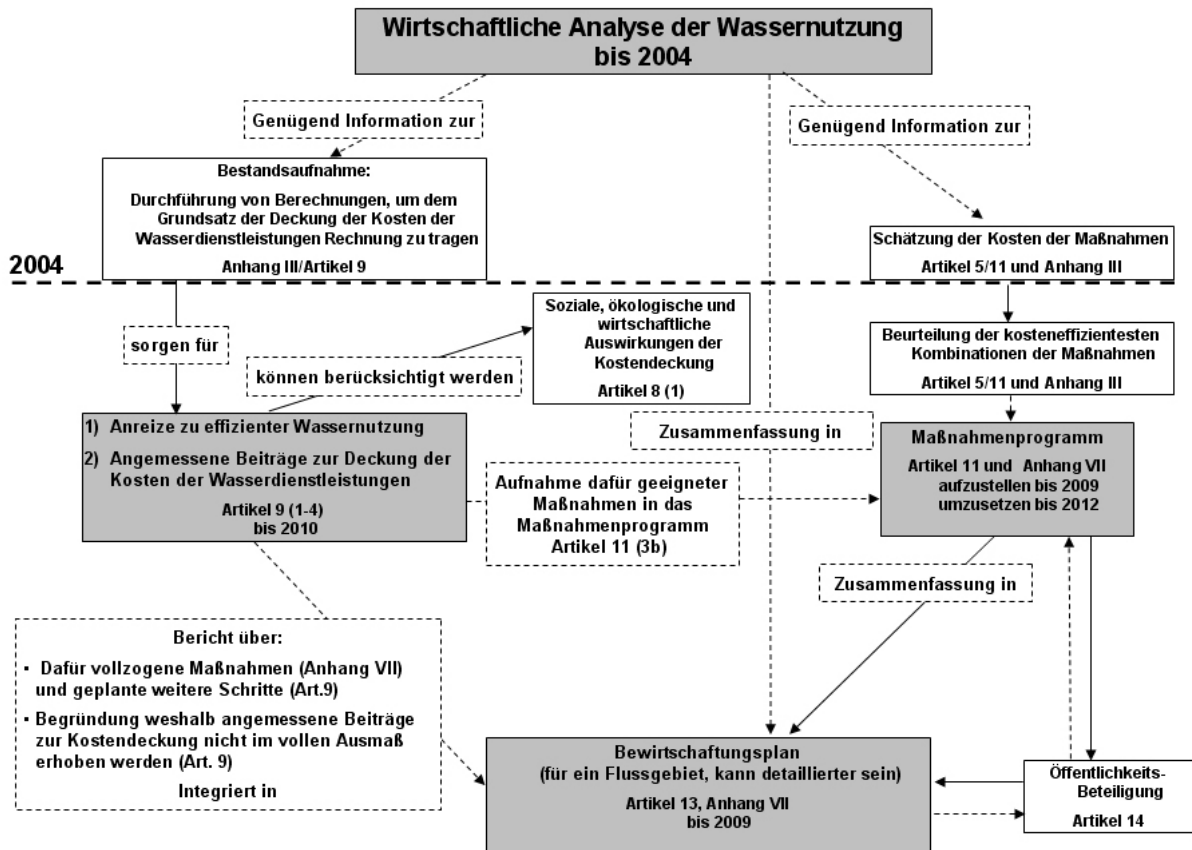 Wirtschaftliche Analyse der Wassernutzung
bis 2004
Genügend Information zur
Genügend Information zur
Bestandsaufnahme:
Durchführung von Berechnungen, um dem
Grundsatz der Deckung der Kosten der
Wasserdienstleistungen Rechnung zu tragen
Anhang III/Artikel 9
Schätzung der Kosten der Maßnahmen
Artikel 5/11 und Anhang III
2004
sorgen für
Soziale, ökologische und
wirtschaftliche
Auswirkungen der
Kostendeckung
Artikel 8 (1)
Beurteilung der kosteneffizientesten
Kombinationen der Maßnahmen
Artikel 5/11 und Anhang III
können berücksichtigt werden
1) Anreize zu effizienter Wassernutzung
2) Angemessene Beiträge zur Deckung der
Kosten der Wasserdienstleistungen
Artikel 9 (1-4)
bis 2010
Zusammenfassung in
Maßnahmenprogramm
Artikel 11 und Anhang VII
aufzustellen bis 2009
umzusetzen bis 2012
Aufnahme dafür geeigneter
Maßnahmen in das
Maßnahmenprogramm
Artikel 11 (3b)
Zusammenfassung in
Bericht über:
▪ Dafür vollzogene Maßnahmen (Anhang VII)
und geplante weitere Schritte (Art.9)
▪ Begründung weshalb angemessene Beiträge
zur Kostendeckung nicht im vollen Ausmaß
erhoben werden (Art. 9)
Integriert in
Bewirtschaftungsplan
(für ein Flussgebiet, kann detaillierter sein)
Artikel 13, Anhang VII
bis 2009
Öffentlichkeits-
Beteiligung
Artikel 14